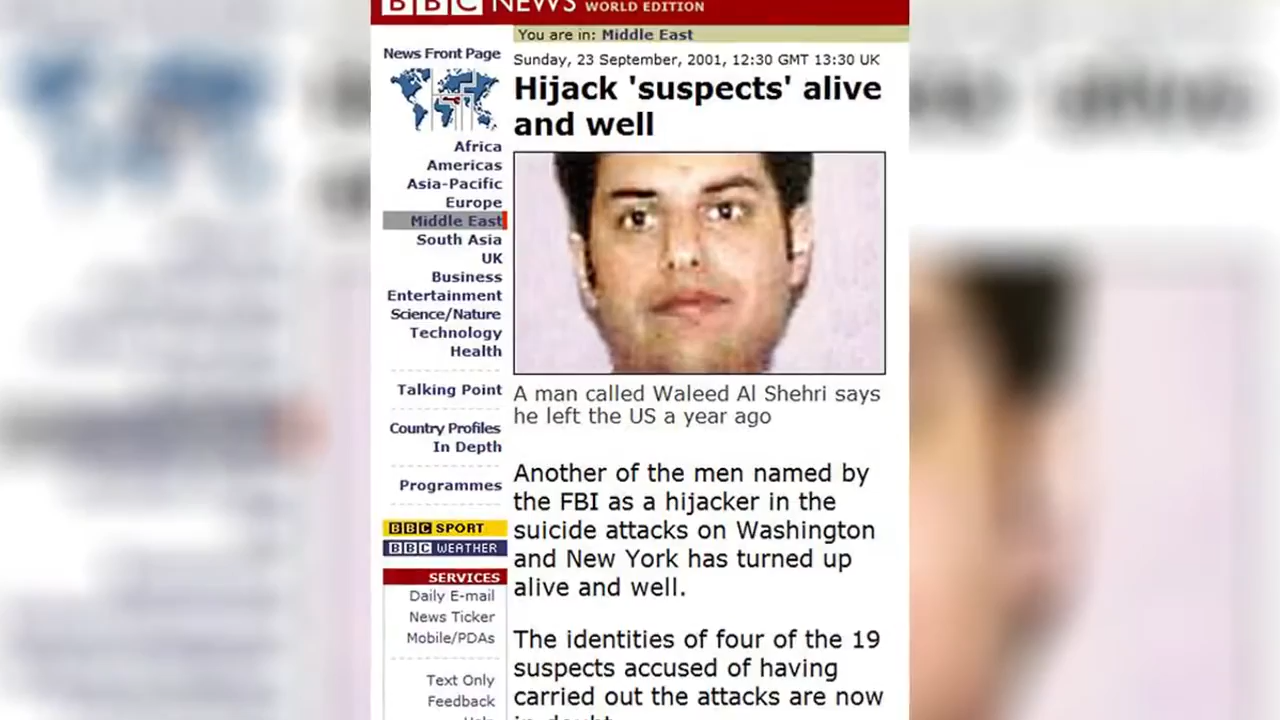 BBC NEWS WORLD EDITION
You are in: Middle East
News Front Page
Africa
Americas
Asia-Pacific
Europe
Middle East
South Asia
UK
Business
Entertainment
Science/Nature
Technology
Health
Talking Point
Country Profiles
In Depth
Programmes
BBC SPORT
BBC WEATHER
SERVICES
Daily E-mail
News Ticker
Mobile/PDAs
Text Only
Feedback
Help
Sunday, 23 September, 2001, 12:30 GMT 13:30 UK
Hijack 'suspects' alive
and well
A man called Waleed Al Shehri says
he left the US a year ago
Another of the men named by
the FBI as a hijacker in the
suicide attacks on Washington
and New York has turned up
alive and well.
The identities of four of the 19
suspects accused of having
carried out the attacks are now
in doubt